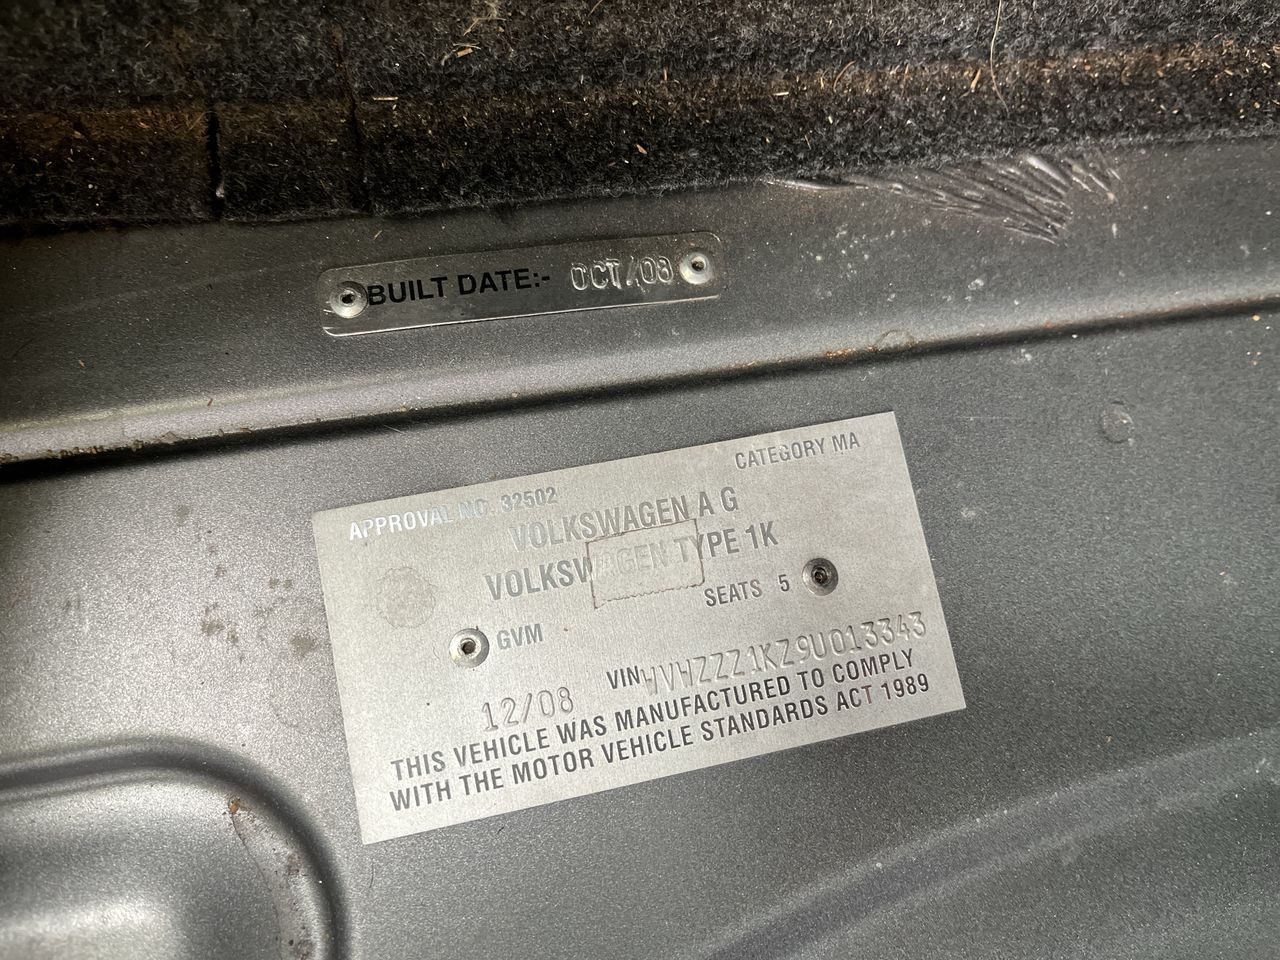 BUILT DATE:- OCT/08
APPROVAL NO. 32502 CATEGORY MA
VOLKSWAGEN A G
VOLKSWAGEN TYPE 1K
SEATS 5
GVM
12/08 VIN WVWZZZ1KZ9U013343
THIS VEHICLE WAS MANUFACTURED TO COMPLY
WITH THE MOTOR VEHICLE STANDARDS ACT 1989